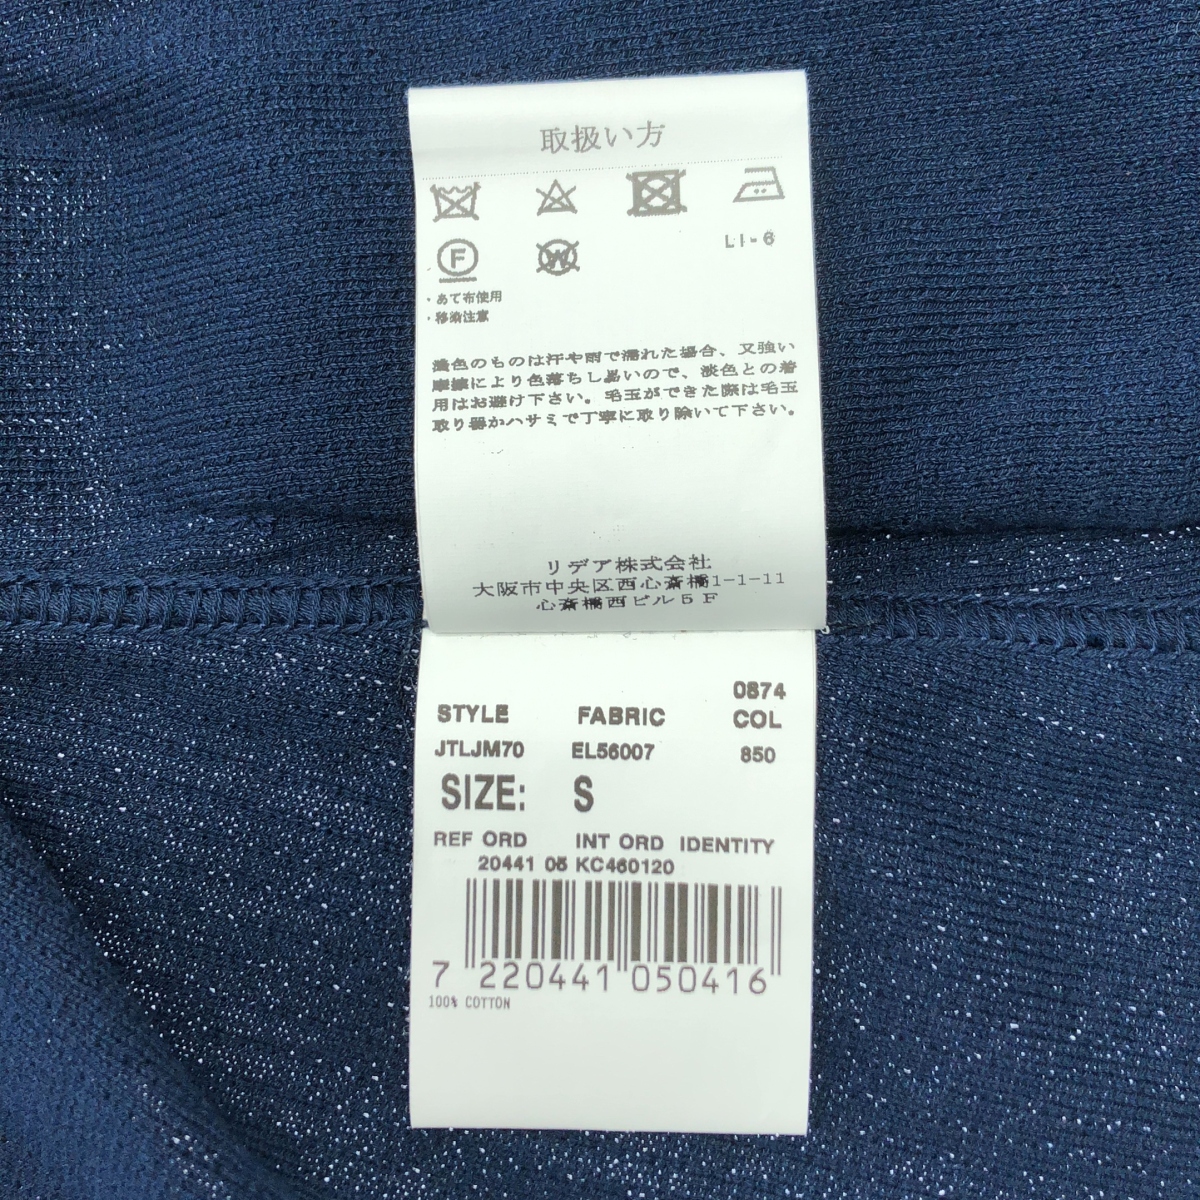 取扱い方
F W
LI-6
・あて布使用
・移染注意
濃色のものは汗や雨で濡れた場合、又強い
摩擦により色落ちし易いので、淡色との着
用はお避け下さい。毛玉ができた際は毛玉
取り器かハサミで丁寧に取り除いて下さい。
リデア株式会社
大阪市中央区西心斎橋1-1-11
心斎橋西ビル5F
0874
STYLE FABRIC COL
JTLJM70 EL56007 850
SIZE: S
REF ORD INT ORD IDENTITY
20441 05 KC460120
7 220441 050416
100% COTTON